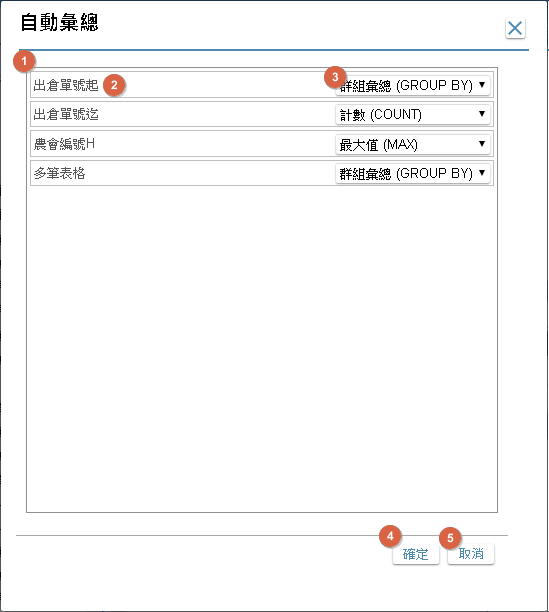 自動彙總
1
出倉單號起 2 3 群組彙總 (GROUP BY)
出倉單號迄 計數 (COUNT)
農會編號H 最大值 (MAX)
多筆表格 群組彙總 (GROUP BY)
4 5
確定 取消